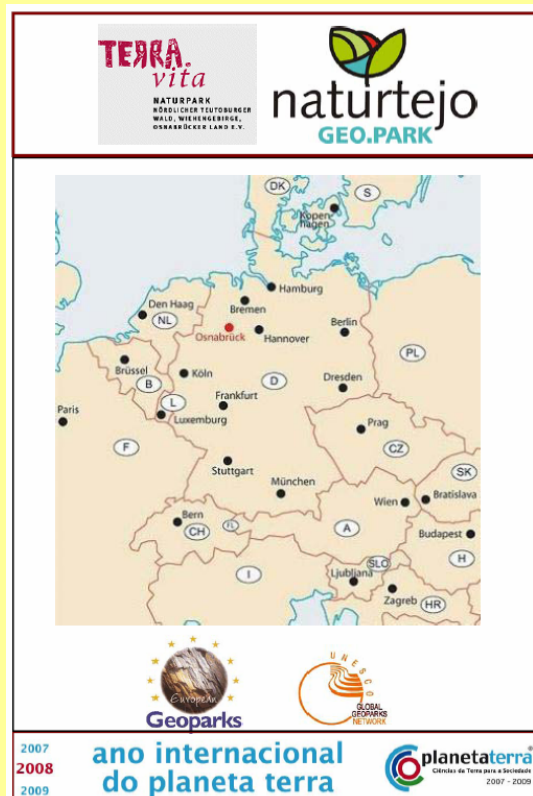 TERRA.
vita
NATURPARK
NÖRDLICHER TEUTOBURGER
WALD, WIEHENGEBIRGE,
OSNABRÜCKER LAND E.V.
naturtejo
GEO.PARK
DK
S
Kopen-
hagen
Hamburg
Bremen
Den Haag
NL
Osnabrück
Hannover
Berlin
PL
Brüssel
B
Köln
D
Dresden
L
Frankfurt
Paris
Luxemburg
Prag
F
CZ
Stuttgart
SK
München
Wien
Bratislava
Bern
CH
FL
A
Budapest
H
I
SLO
Ljubljana
Zagreb
HR
European
Geoparks
UNESCO
GLOBAL
GEOPARKS
NETWORK
2007
2008
2009
ano internacional
do planeta terra
planetaterra®
Ciências da Terra para a Sociedade
2007 - 2009